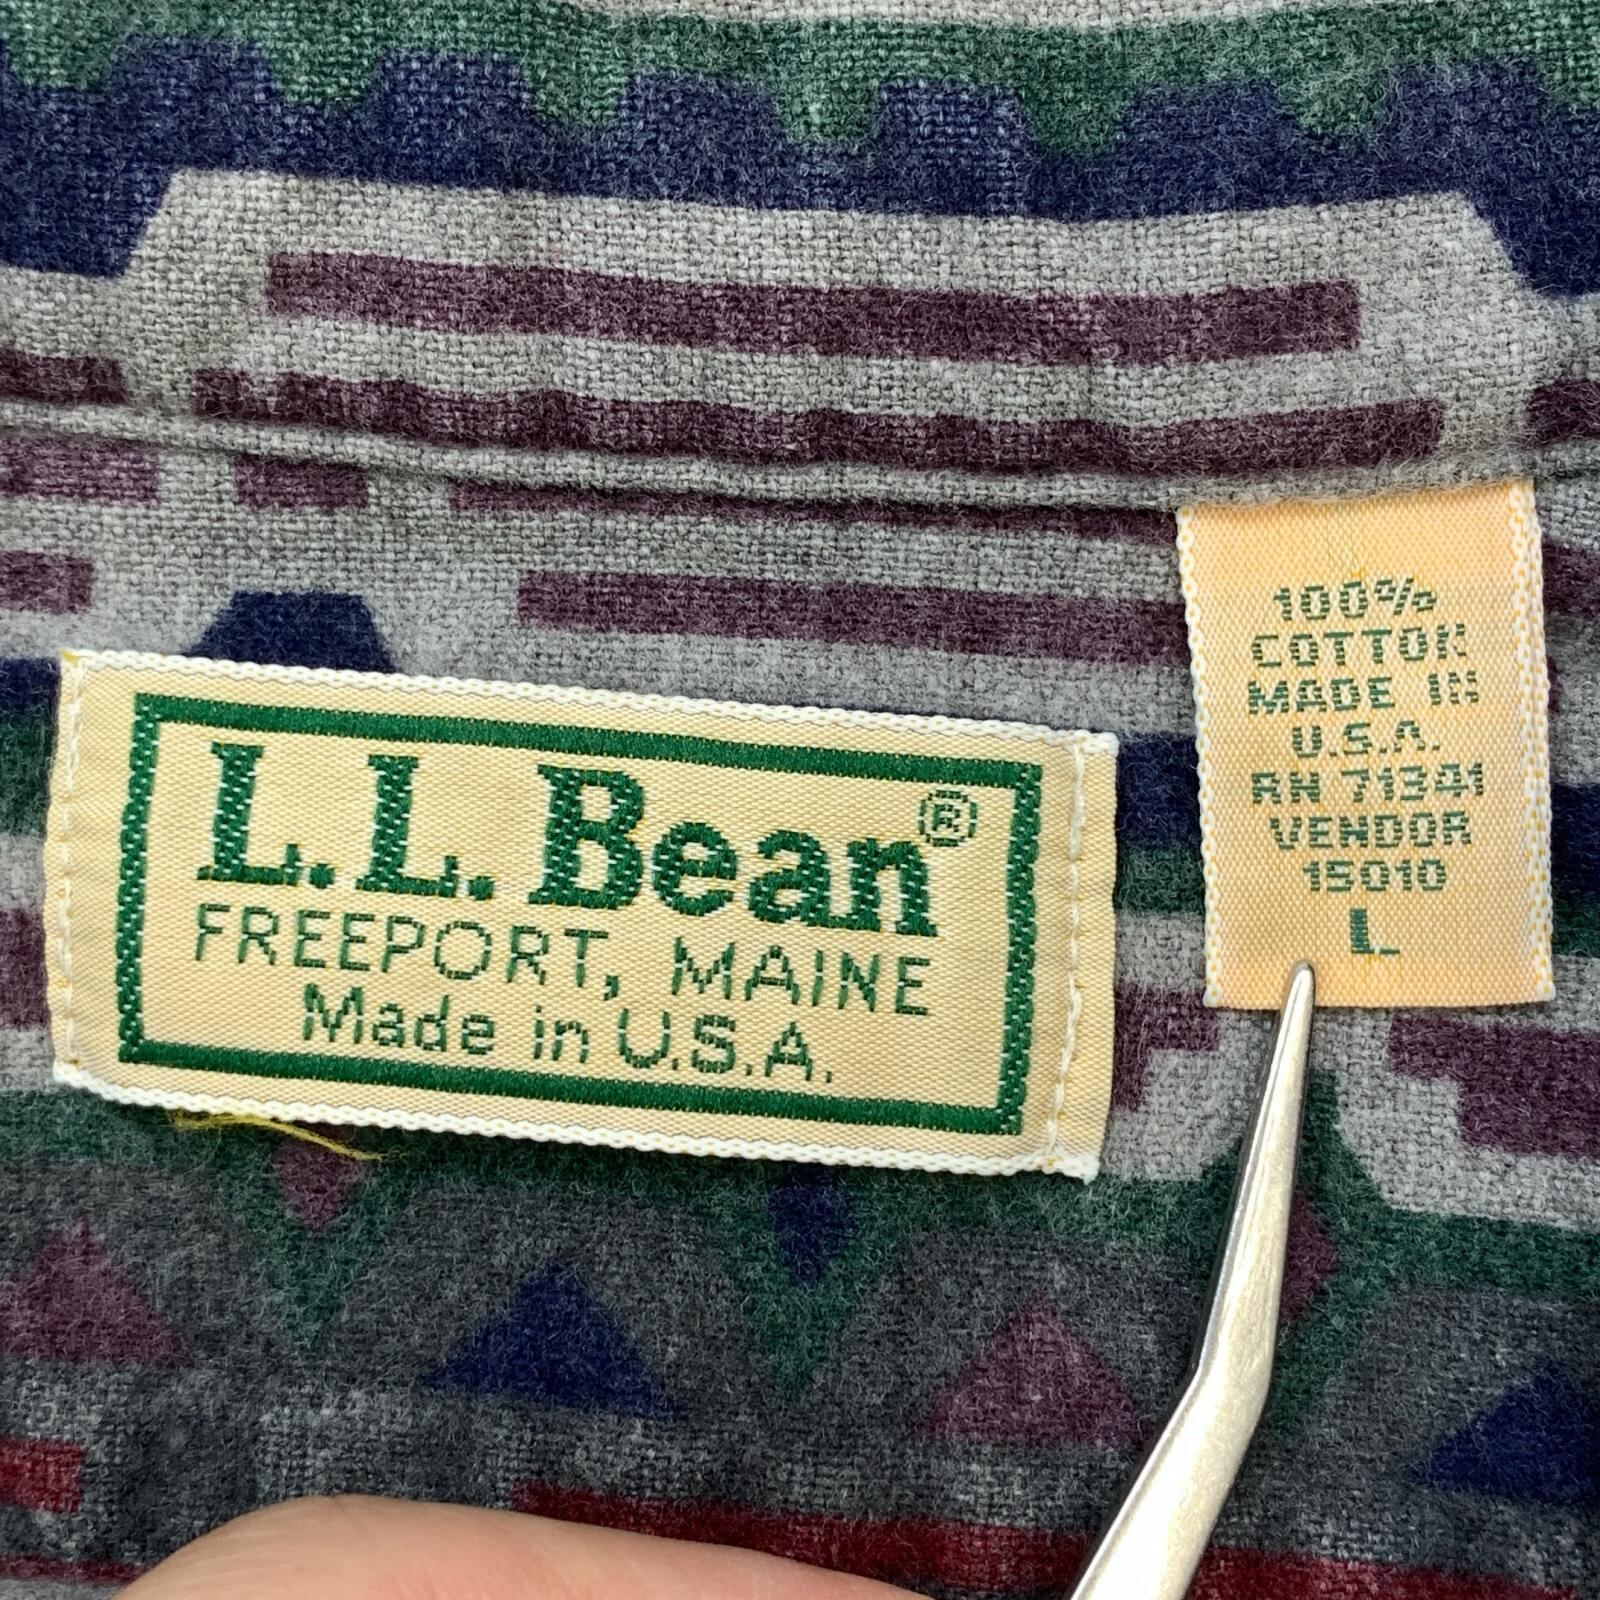 L.L.Bean®
FREEPORT, MAINE
Made in U.S.A.
100%
COTTON
MADE IN
U.S.A.
RN 71341
VENDOR
15010
L